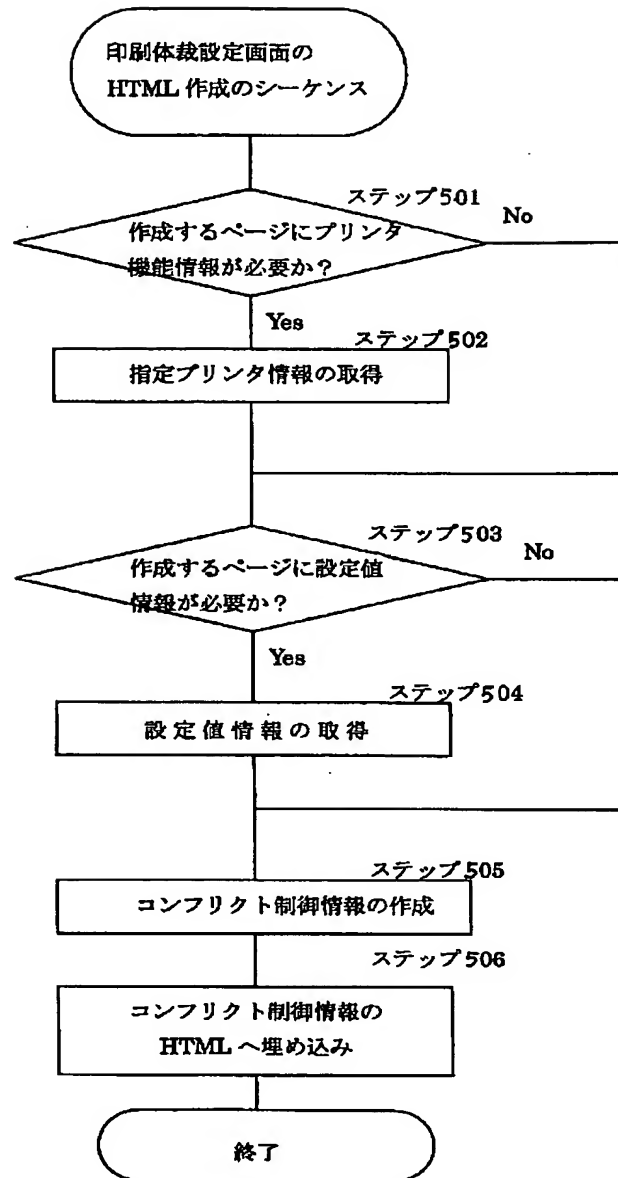 印刷体裁設定画面の
HTML 作成のシーケンス
ステップ501
No
作成するページにプリンタ
機能情報が必要か？
Yes
ステップ502
指定プリンタ情報の取得
ステップ503
No
作成するページに設定値
情報が必要か？
Yes
ステップ504
設定値情報の取得
ステップ505
コンフリクト制御情報の作成
ステップ506
コンフリクト制御情報の
HTML へ埋め込み
終了